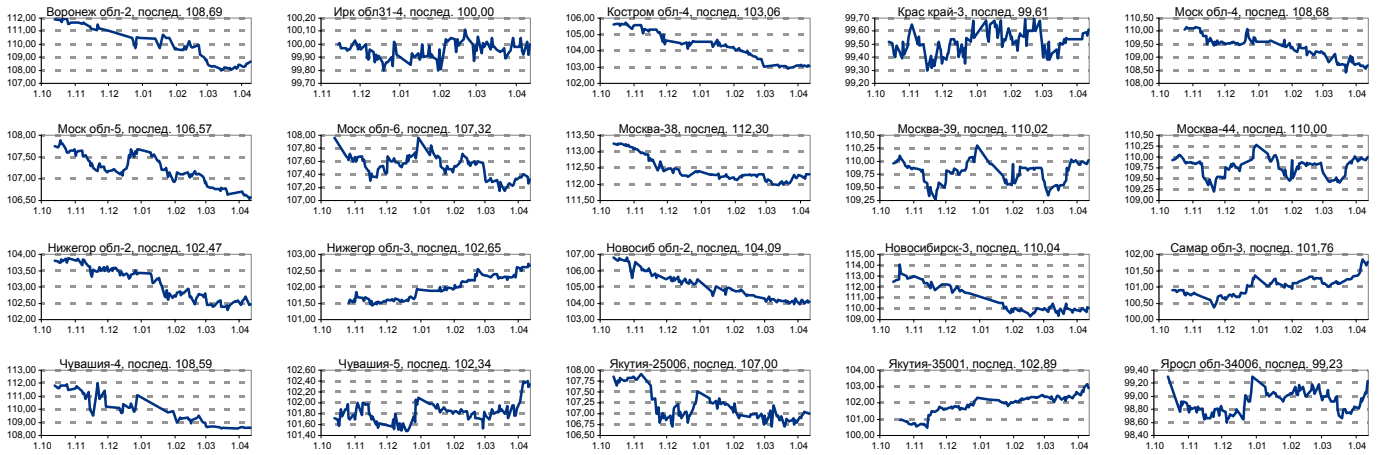 Воронеж обл-2, послед. 108,69
112,00
111,00
110,00
109,00
108,00
107,00
1.10 1.11 1.12 1.01 1.02 1.03 1.04
Ирк обл31-4, послед. 100,00
100,20
100,10
100,00
99,90
99,80
99,70
1.11 1.12 1.01 1.02 1.03 1.04
Костром обл-4, послед. 103,06
106,00
105,00
104,00
103,00
102,00
1.10 1.11 1.12 1.01 1.02 1.03 1.04
Крас край-3, послед. 99,61
99,70
99,60
99,50
99,40
99,30
99,20
1.10 1.11 1.12 1.01 1.02 1.03 1.04
Моск обл-4, послед. 108,68
110,50
110,00
109,50
109,00
108,50
108,00
1.10 1.11 1.12 1.01 1.02 1.03 1.04
Моск обл-5, послед. 106,57
108,00
107,50
107,00
106,50
1.10 1.11 1.12 1.01 1.02 1.03 1.04
Моск обл-6, послед. 107,32
108,00
107,80
107,60
107,40
107,20
107,00
1.10 1.11 1.12 1.01 1.02 1.03 1.04
Москва-38, послед. 112,30
113,50
113,00
112,50
112,00
111,50
1.10 1.11 1.12 1.01 1.02 1.03 1.04
Москва-39, послед. 110,02
110,50
110,25
110,00
109,75
109,50
109,25
1.10 1.11 1.12 1.01 1.02 1.03 1.04
Москва-44, послед. 110,00
110,50
110,25
110,00
109,75
109,50
109,25
109,00
1.10 1.11 1.12 1.01 1.02 1.03 1.04
Нижегор обл-2, послед. 102,47
104,00
103,50
103,00
102,50
102,00
1.10 1.11 1.12 1.01 1.02 1.03 1.04
Нижегор обл-3, послед. 102,65
103,00
102,50
102,00
101,50
101,00
1.10 1.11 1.12 1.01 1.02 1.03 1.04
Новосиб обл-2, послед. 104,09
107,00
106,00
105,00
104,00
103,00
1.10 1.11 1.12 1.01 1.02 1.03 1.04
Новосибирск-3, послед. 110,04
115,00
114,00
113,00
112,00
111,00
110,00
109,00
1.10 1.11 1.12 1.01 1.02 1.03 1.04
Самар обл-3, послед. 101,76
102,00
101,50
101,00
100,50
100,00
1.10 1.11 1.12 1.01 1.02 1.03 1.04
Чувашия-4, послед. 108,59
113,00
112,00
111,00
110,00
109,00
108,00
1.10 1.11 1.12 1.01 1.02 1.03 1.04
Чувашия-5, послед. 102,34
102,60
102,40
102,20
102,00
101,80
101,60
101,40
1.10 1.11 1.12 1.01 1.02 1.03 1.04
Якутия-25006, послед. 107,00
108,00
107,75
107,50
107,25
107,00
106,75
106,50
1.10 1.11 1.12 1.01 1.02 1.03 1.04
Якутия-35001, послед. 102,89
104,00
103,00
102,00
101,00
100,00
1.10 1.11 1.12 1.01 1.02 1.03 1.04
Яросл обл-34006, послед. 99,23
99,40
99,20
99,00
98,80
98,60
98,40
1.10 1.11 1.12 1.01 1.02 1.03 1.04